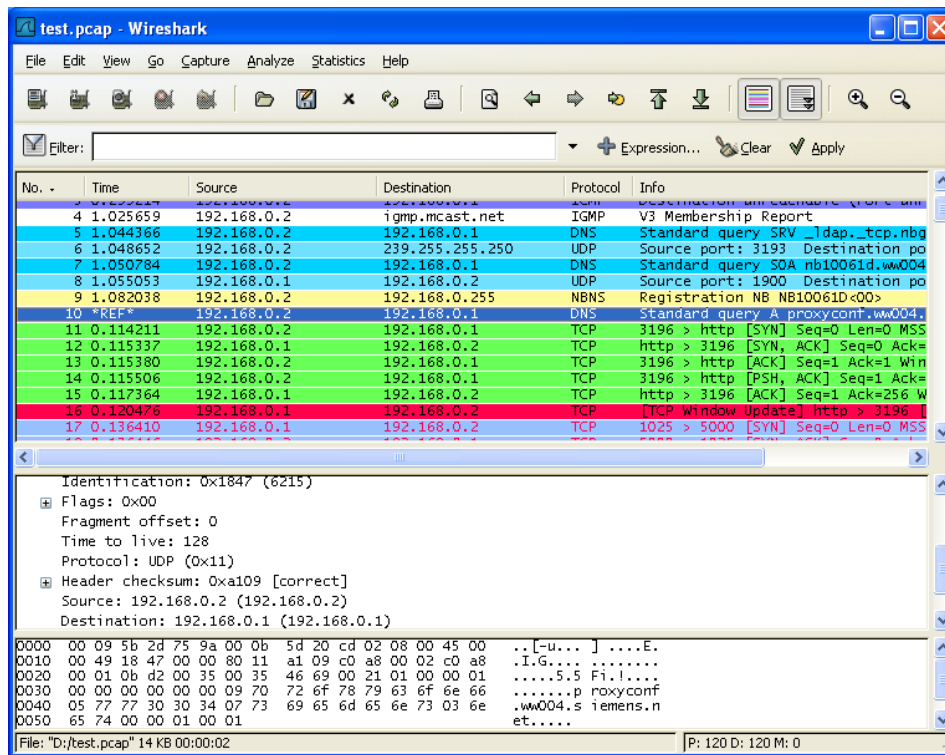 test.pcap - Wireshark
File Edit View Go Capture Analyze Statistics Help
Filter: Expression... Clear Apply
No. . Time Source Destination Protocol Info
4 1.025659 192.168.0.2 igmp.mcast.net IGMP V3 Membership Report
5 1.044366 192.168.0.2 192.168.0.1 DNS Standard query SRV _ldap._tcp.nbg
6 1.048652 192.168.0.2 239.255.255.250 UDP Source port: 3193 Destination po
7 1.050784 192.168.0.2 192.168.0.1 DNS Standard query SOA nb10061d.ww004
8 1.055053 192.168.0.1 192.168.0.2 UDP Source port: 1900 Destination po
9 1.082038 192.168.0.2 192.168.0.255 NBNS Registration NB NB10061D<00>
10 *REF* 192.168.0.2 192.168.0.1 DNS Standard query A proxyconf.ww004.
11 0.114211 192.168.0.2 192.168.0.1 TCP 3196 > http [SYN] Seq=0 Len=0 MSS
12 0.115337 192.168.0.1 192.168.0.2 TCP http > 3196 [SYN, ACK] Seq=0 Ack=
13 0.115380 192.168.0.2 192.168.0.1 TCP 3196 > http [ACK] Seq=1 Ack=1 Win
14 0.115506 192.168.0.2 192.168.0.1 TCP 3196 > http [PSH, ACK] Seq=1 Ack=
15 0.117364 192.168.0.1 192.168.0.2 TCP http > 3196 [ACK] Seq=1 Ack=256 W
16 0.120476 192.168.0.1 192.168.0.2 TCP [TCP Window Update] http > 3196 [
17 0.136410 192.168.0.1 192.168.0.2 TCP 1025 > 5000 [SYN] Seq=0 Len=0 MSS
Identification: 0x1847 (6215)
Flags: 0x00
Fragment offset: 0
Time to live: 128
Protocol: UDP (0x11)
Header checksum: 0xa109 [correct]
Source: 192.168.0.2 (192.168.0.2)
Destination: 192.168.0.1 (192.168.0.1)
0000 00 09 5b 2d 75 9a 00 0b 5d 20 cd 02 08 00 45 00 ..[-u... ] ....E.
0010 00 49 18 47 00 00 80 11 a1 09 c0 a8 00 02 c0 a8 .I.G.... ........
0020 00 01 0b d2 00 35 00 35 46 69 00 21 01 00 00 01 .....5.5 Fi.!....
0030 00 00 00 00 00 00 09 70 72 6f 78 79 63 6f 6e 66 .......p roxyconf
0040 05 77 77 30 30 34 07 73 69 65 6d 65 6e 73 03 6e .ww004.s iemens.n
0050 65 74 00 00 01 00 01 et.....
File: "D:/test.pcap" 14 KB 00:00:02 P: 120 D: 120 M: 0